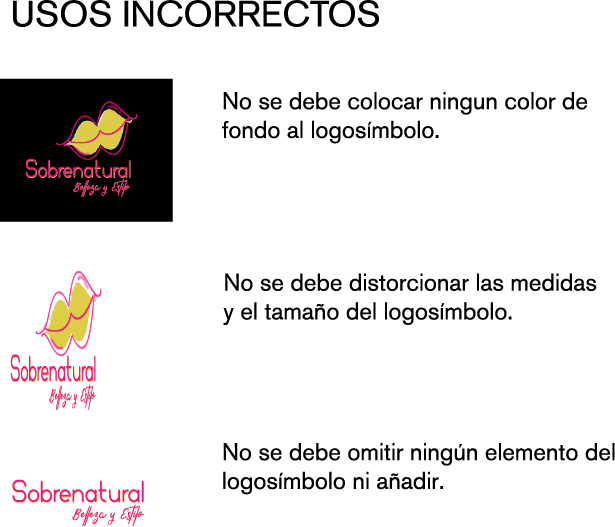 USOS INCORRECTOS
No se debe colocar ningun color de
fondo al logosímbolo.
Sobrenatural
Belleza y Estilo
No se debe distorcionar las medidas
y el tamaño del logosímbolo.
Sobrenatural
Belleza y Estilo
No se debe omitir ningún elemento del
logosímbolo ni añadir.
Sobrenatural
Belleza y Estilo